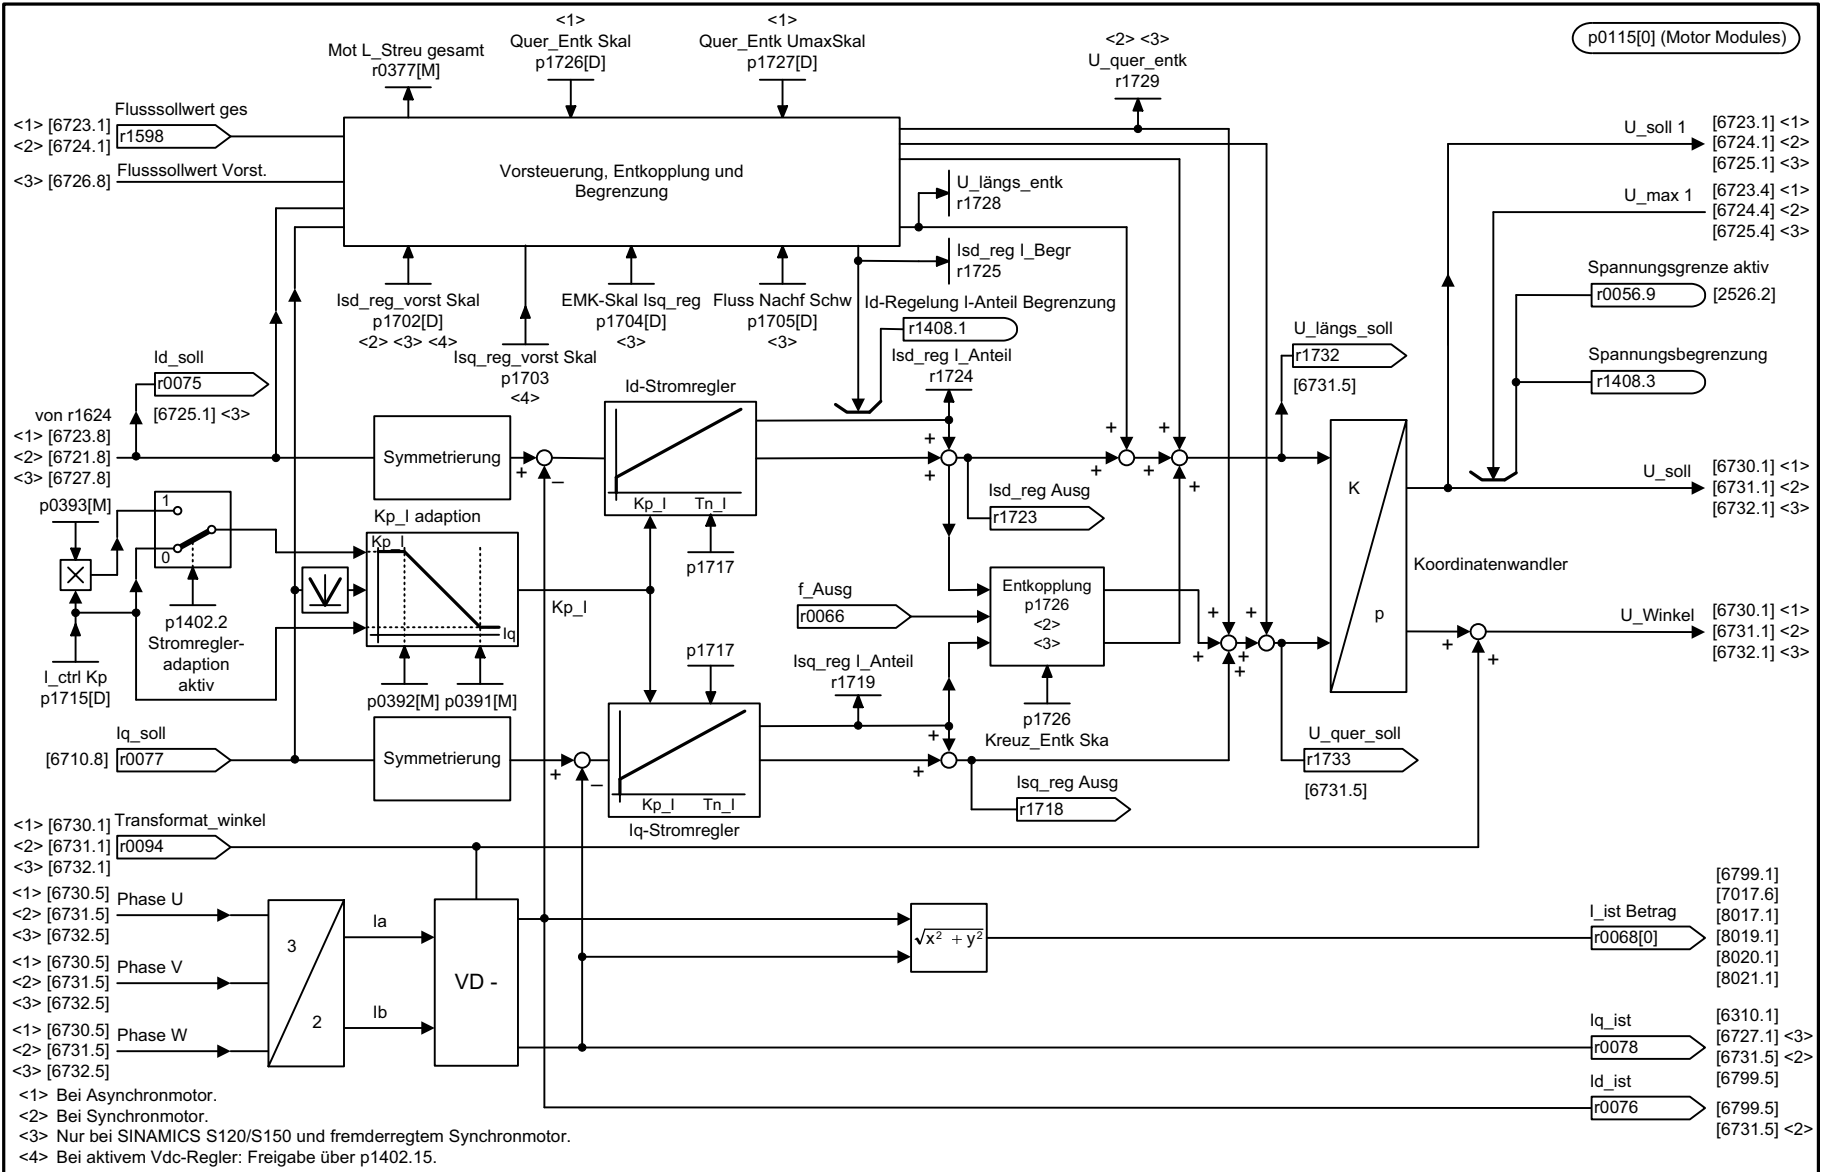 <1>
Quer_Entk Skal
p1726[D]
<1>
Quer_Entk UmaxSkal
p1727[D]
Mot L_Streu gesamt
r0377[M]
<2> <3>
U_quer_entk
r1729
p0115[0] (Motor Modules)
Flusssollwert ges
<1> [6723.1]
<2> [6724.1]
r1598
<3> [6726.8]
Flusssollwert Vorst.
Vorsteuerung, Entkopplung und
Begrenzung
U_längs_entk
r1728
Isd_reg I_Begr
r1725
U_soll 1
[6723.1] <1>
[6724.1] <2>
[6725.1] <3>
U_max 1
[6723.4] <1>
[6724.4] <2>
[6725.4] <3>
Spannungsgrenze aktiv
r0056.9
[2526.2]
Spannungsbegrenzung
r1408.3
Isd_reg_vorst Skal
p1702[D]
<2> <3> <4>
Isq_reg_vorst Skal
p1703
<4>
EMK-Skal Isq_reg
p1704[D]
<3>
Fluss Nachf Schw
p1705[D]
<3>
Id-Regelung I-Anteil Begrenzung
r1408.1
Isd_reg I_Anteil
r1724
U_längs_soll
r1732
[6731.5]
Id_soll
r0075
[6725.1] <3>
von r1624
<1> [6723.8]
<2> [6721.8]
<3> [6727.8]
Symmetrierung
+
–
Id-Stromregler
Kp_I
Tn_I
p1717
+
+
Isd_reg Ausg
r1723
+
+
+
+
+
K
p
Koordinatenwandler
U_soll
[6730.1] <1>
[6731.1] <2>
[6732.1] <3>
p0393[M]
1
0
p1402.2
Stromregler-
adaption
aktiv
I_ctrl Kp
p1715[D]
Kp_I adaption
Kp_I
Iq
p0392[M]
p0391[M]
Kp_I
f_Ausg
r0066
Entkopplung
p1726
<2>
<3>
p1726
Kreuz_Entk Ska
+
+
+
+
+
U_Winkel
[6730.1] <1>
[6731.1] <2>
[6732.1] <3>
+
+
p1717
Isq_reg I_Anteil
r1719
Iq_soll
[6710.8]
r0077
Symmetrierung
+
–
Kp_I
Tn_I
Iq-Stromregler
+
+
Isq_reg Ausg
r1718
U_quer_soll
r1733
[6731.5]
Transformat_winkel
<1> [6730.1]
<2> [6731.1]
<3> [6732.1]
r0094
<1> [6730.5]
<2> [6731.5]
<3> [6732.5]
Phase U
<1> [6730.5]
<2> [6731.5]
<3> [6732.5]
Phase V
<1> [6730.5]
<2> [6731.5]
<3> [6732.5]
Phase W
3
2
Ia
Ib
VD -
√x² + y²
I_ist Betrag
r0068[0]
[6799.1]
[7017.6]
[8017.1]
[8019.1]
[8020.1]
[8021.1]
Iq_ist
r0078
[6310.1]
[6727.1] <3>
[6731.5] <2>
[6799.5]
Id_ist
r0076
[6799.5]
[6731.5] <2>
<1> Bei Asynchronmotor.
<2> Bei Synchronmotor.
<3> Nur bei SINAMICS S120/S150 und fremderregtem Synchronmotor.
<4> Bei aktivem Vdc-Regler: Freigabe über p1402.15.